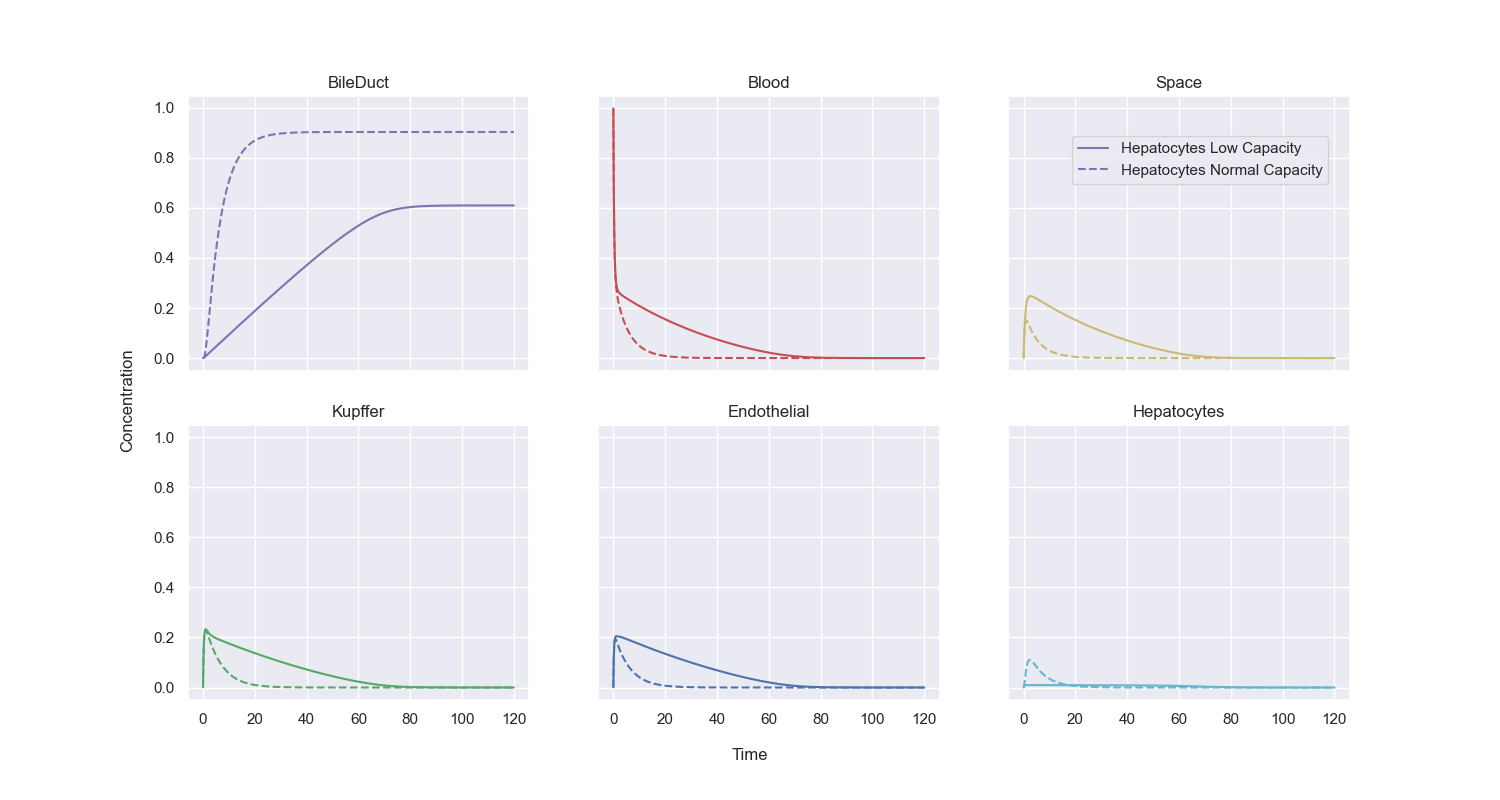 BileDuct
Blood
Space
1.0
0.8
0.6
0.4
0.2
0.0
Hepatocytes Low Capacity
Hepatocytes Normal Capacity
Concentration
Kupffer
Endothelial
Hepatocytes
1.0
0.8
0.6
0.4
0.2
0.0
0 20 40 60 80 100 120
0 20 40 60 80 100 120
0 20 40 60 80 100 120
Time